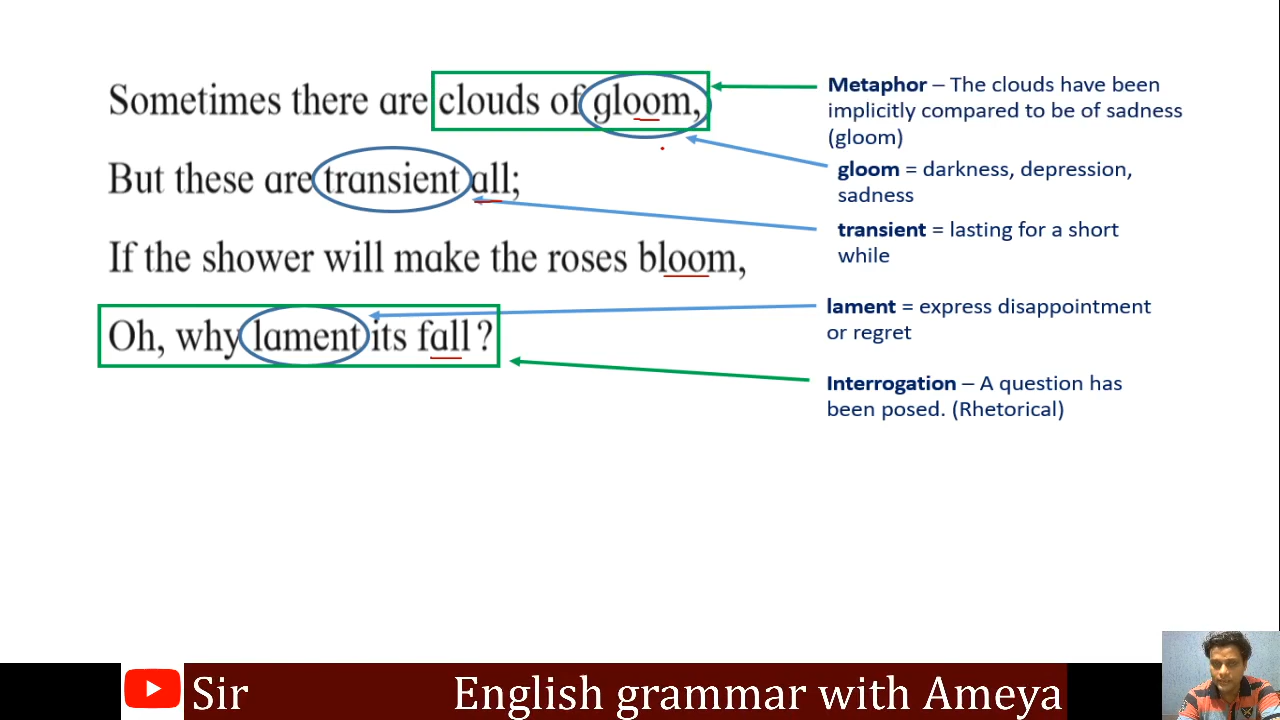 Sometimes there are clouds of gloom,
But these are transient all;
If the shower will make the roses bloom,
Oh, why lament its fall?
Metaphor – The clouds have been
implicitly compared to be of sadness
(gloom)
gloom = darkness, depression,
sadness
transient = lasting for a short
while
lament = express disappointment
or regret
Interrogation – A question has
been posed. (Rhetorical)
Sir English grammar with Ameya